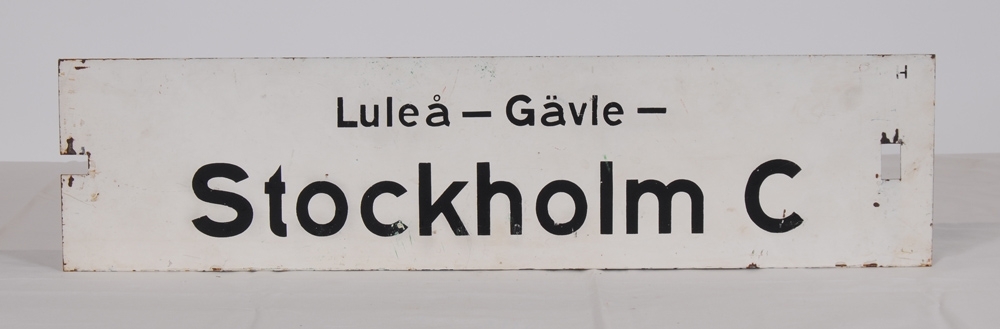 Luleå — Gävle —
Stockholm C